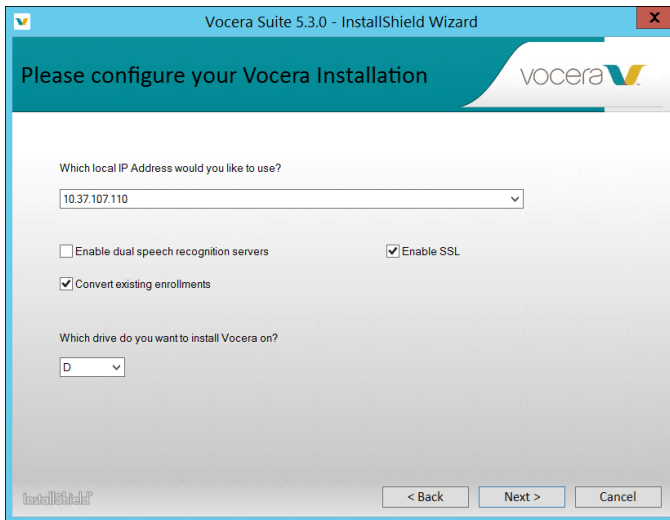 Vocera Suite 5.3.0 - InstallShield Wizard
x
Please configure your Vocera Installation
vocera
Which local IP Address would you like to use?
10.37.107.110
Enable dual speech recognition servers
Enable SSL
Convert existing enrollments
Which drive do you want to install Vocera on?
D
InstallShield
< Back
Next >
Cancel